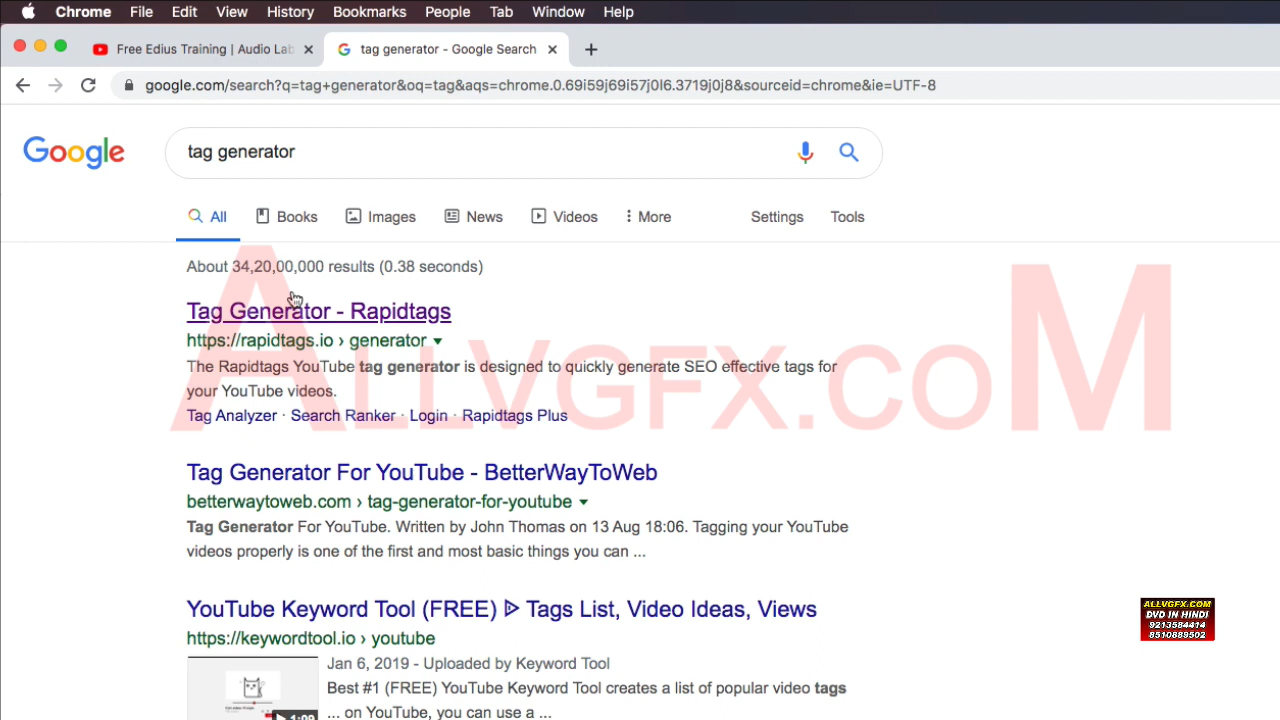 Chrome File Edit View History Bookmarks People Tab Window Help
Free Edius Training | Audio Lab tag generator - Google Search
google.com/search?q=tag+generator&oq=tag&aqs=chrome.0.69i59j69i57j0l6.3719j0j8&sourceid=chrome&ie=UTF-8
Google tag generator
All Books Images News Videos More Settings Tools
About 34,20,00,000 results (0.38 seconds)
Tag Generator - Rapidtags
https://rapidtags.io › generator
The Rapidtags YouTube tag generator is designed to quickly generate SEO effective tags for
your YouTube videos.
Tag Analyzer · Search Ranker · Login · Rapidtags Plus
ALLVGFX.COM
Tag Generator For YouTube - BetterWayToWeb
betterwaytoweb.com › tag-generator-for-youtube
Tag Generator For YouTube. Written by John Thomas on 13 Aug 18:06. Tagging your YouTube
videos properly is one of the first and most basic things you can ...
YouTube Keyword Tool (FREE) ᐉ Tags List, Video Ideas, Views
https://keywordtool.io › youtube
Jan 6, 2019 - Uploaded by Keyword Tool
Best #1 (FREE) YouTube Keyword Tool creates a list of popular video tags
... on YouTube, you can use a ...
ALLVGFX.COM
DVD IN HINDI
9213584414
8510889502